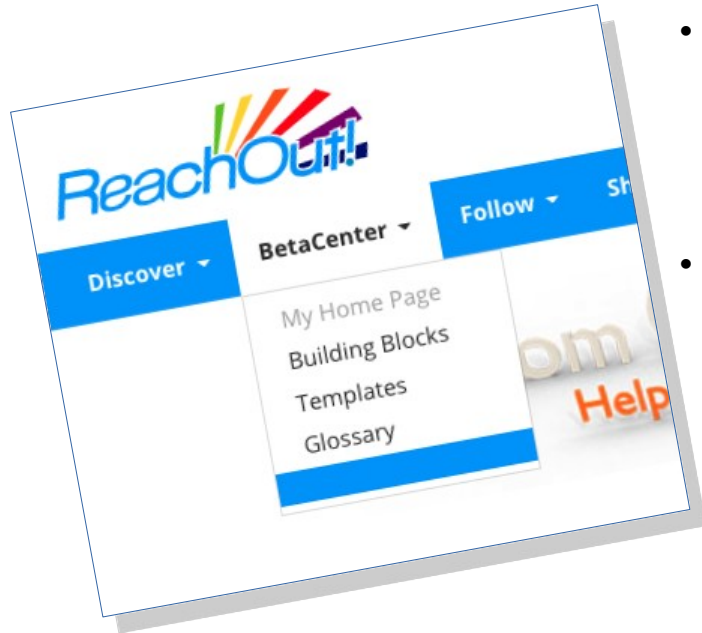 ReachOut!
Discover BetaCenter Follow
My Home Page
Building Blocks
Templates
Glossary
Help